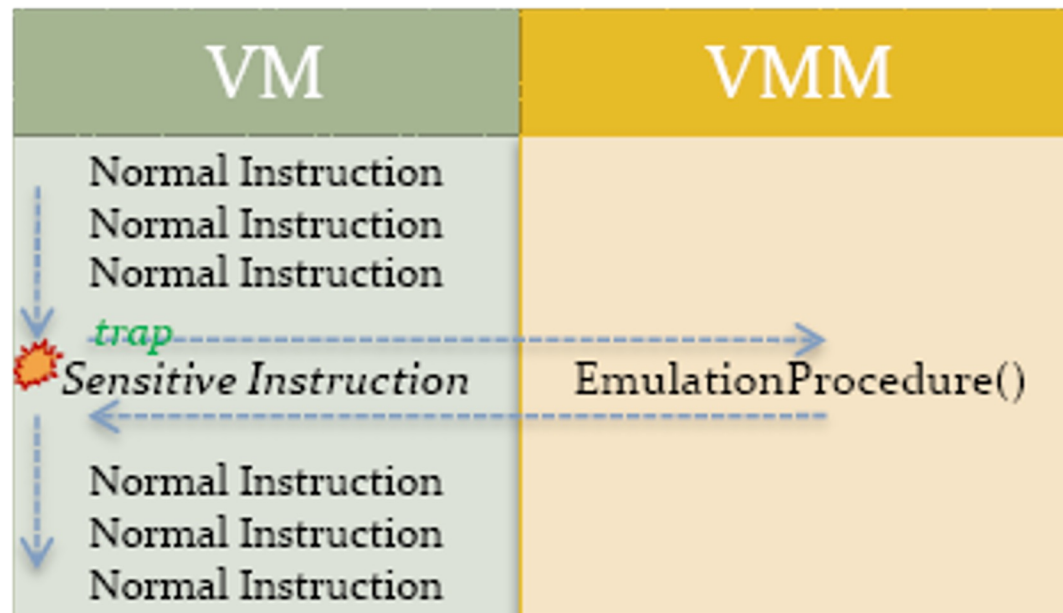 VM VMM
Normal Instruction
Normal Instruction
Normal Instruction
trap
Sensitive Instruction EmulationProcedure()
Normal Instruction
Normal Instruction
Normal Instruction